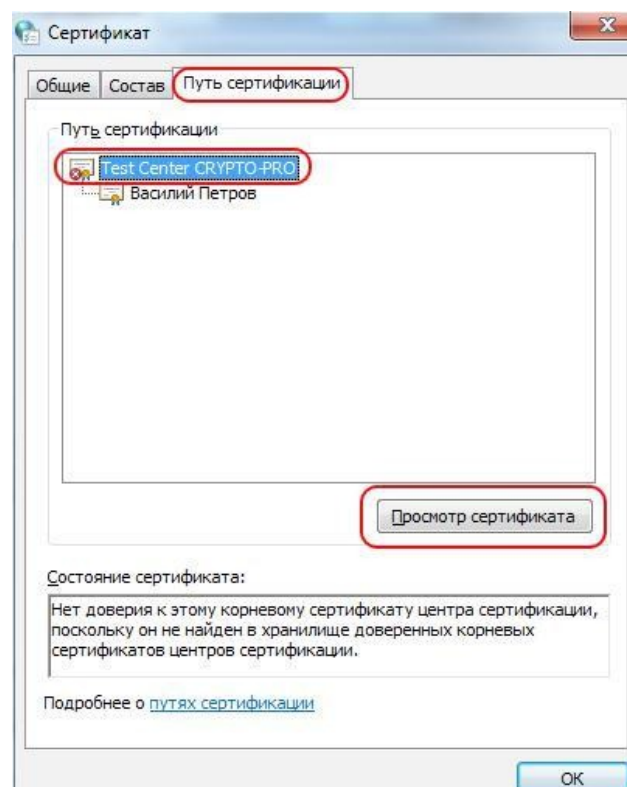 Сертификат
Общие Состав Путь сертификации
Путь сертификации
Test Center CRYPTO-PRO
Василий Петров
Просмотр сертификата
Состояние сертификата:
Нет доверия к этому корневому сертификату центра сертификации,
поскольку он не найден в хранилище доверенных корневых
сертификатов центров сертификации.
Подробнее о путях сертификации
ОК